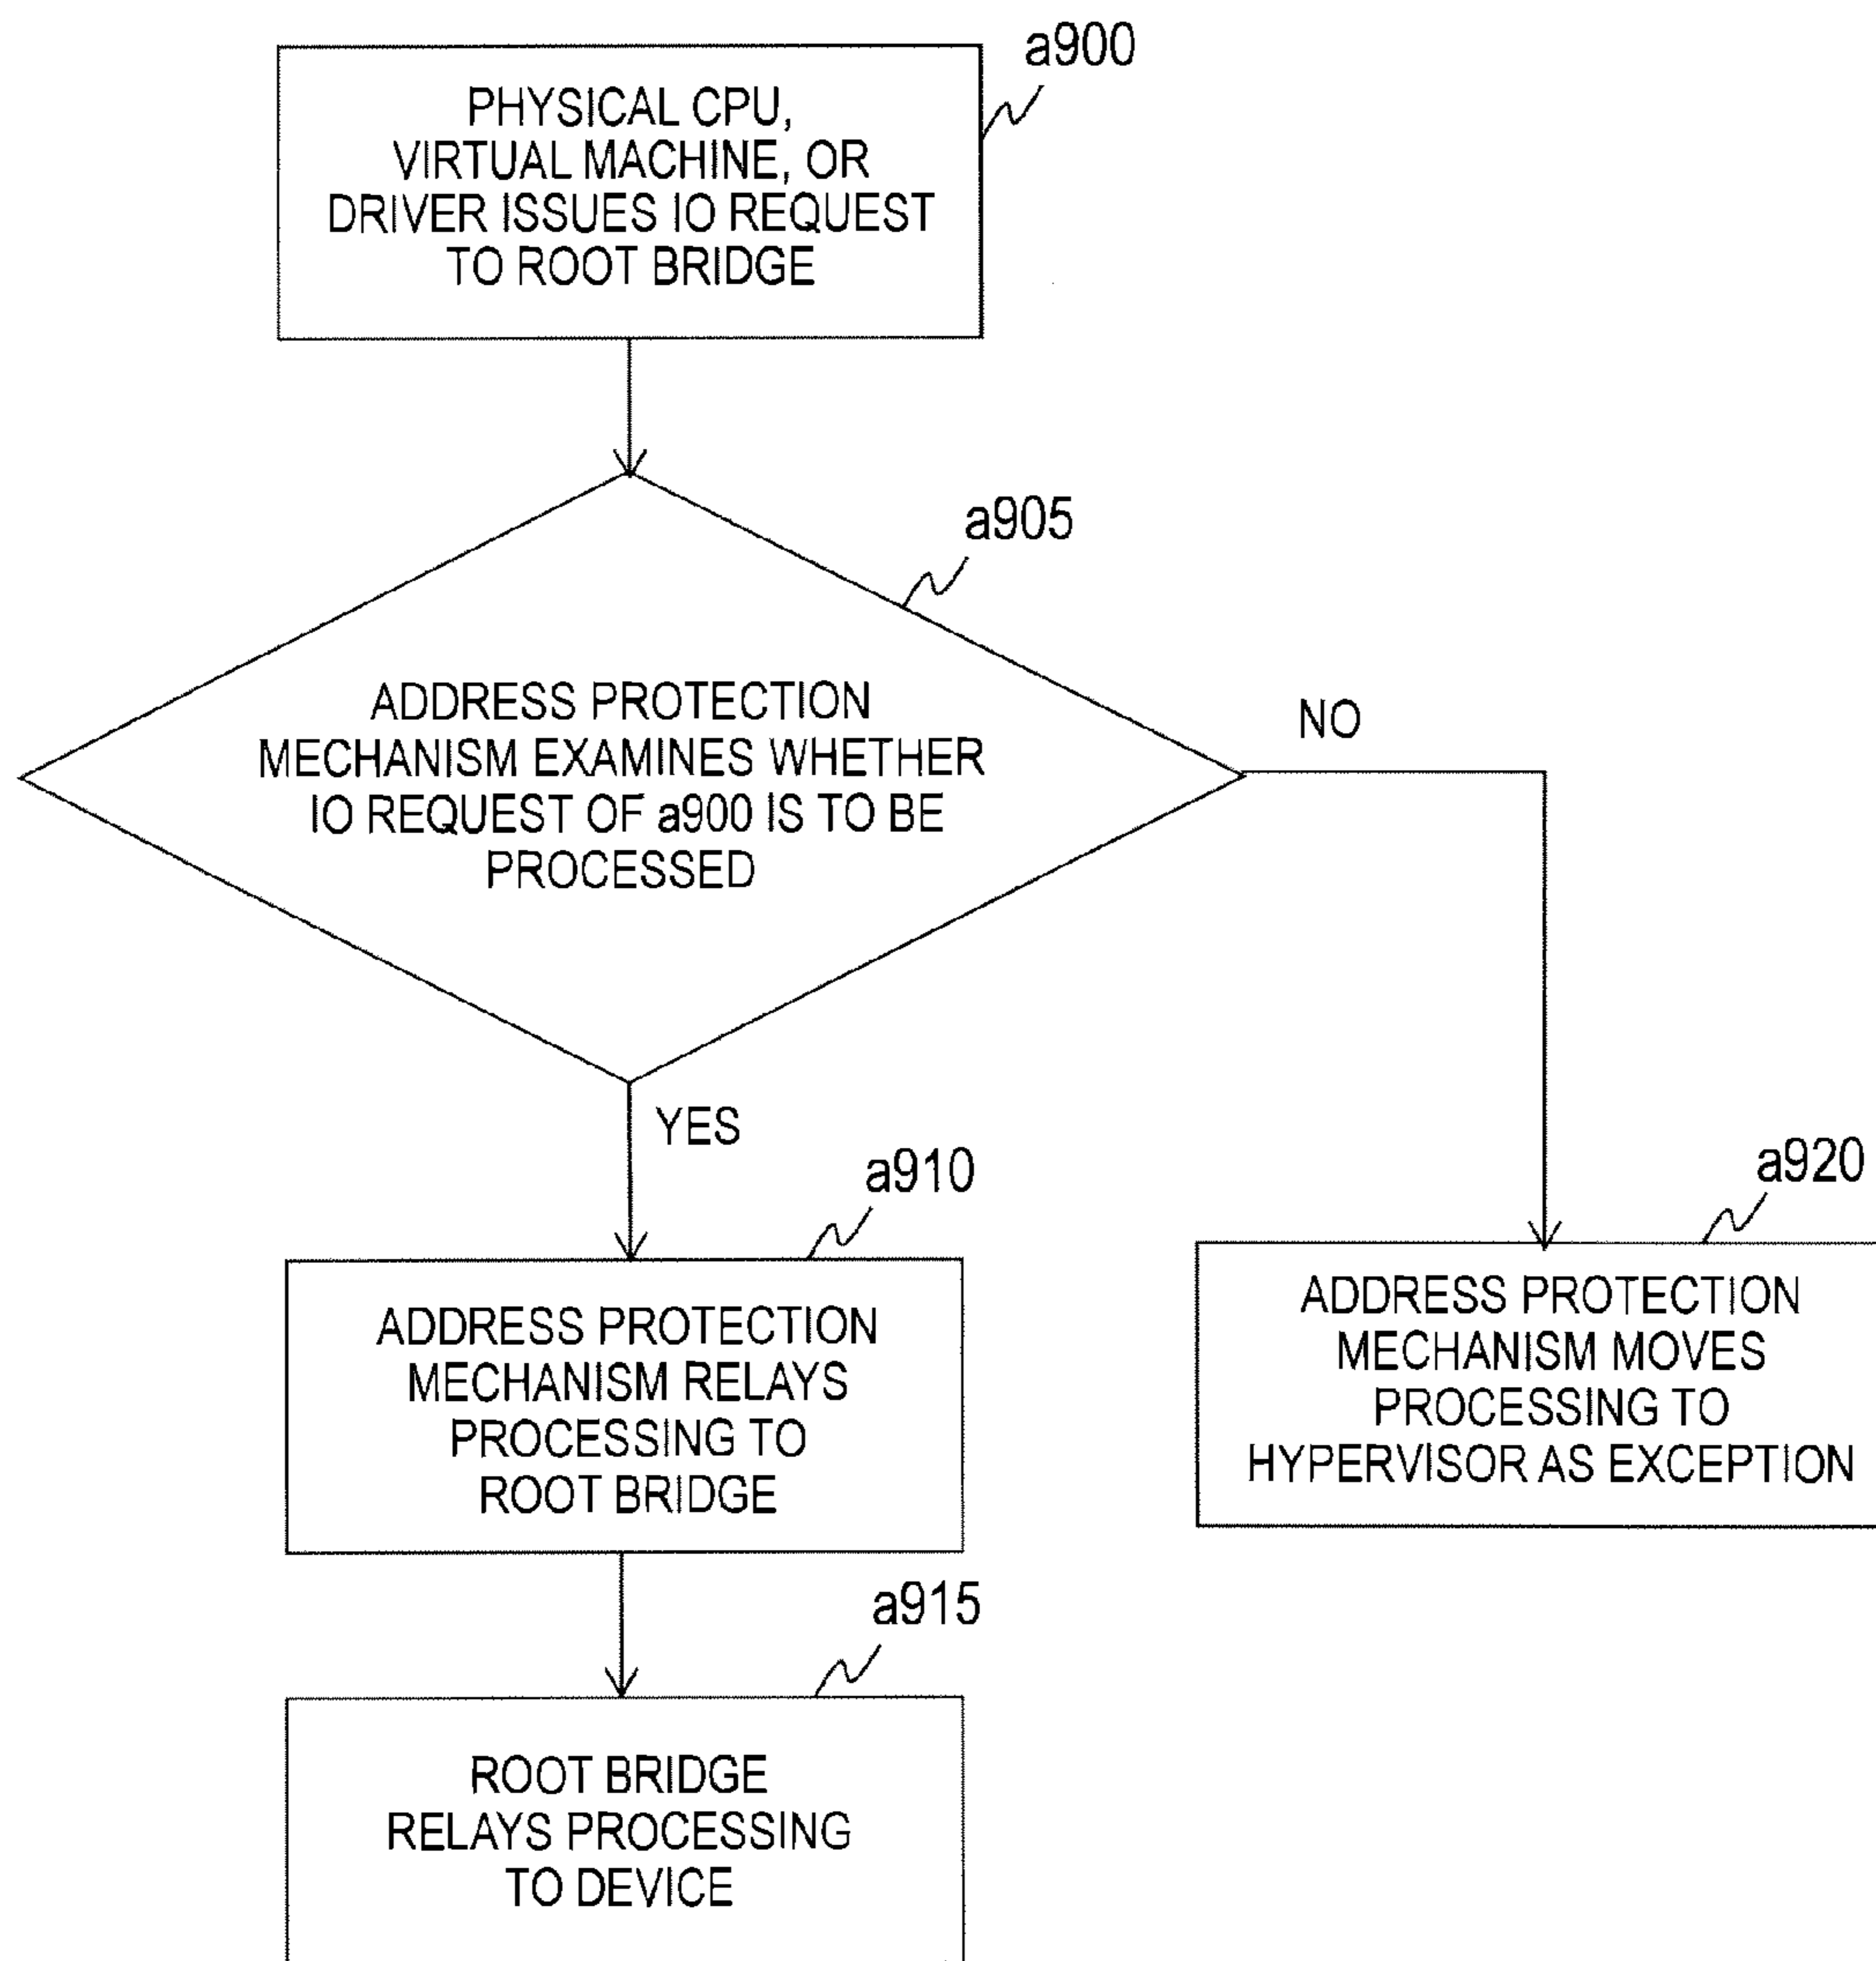 a900
PHYSICAL CPU,
VIRTUAL MACHINE, OR
DRIVER ISSUES IO REQUEST
TO ROOT BRIDGE
a905
ADDRESS PROTECTION
MECHANISM EXAMINES WHETHER
IO REQUEST OF a900 IS TO BE
PROCESSED
NO
YES
a910
ADDRESS PROTECTION
MECHANISM RELAYS
PROCESSING TO
ROOT BRIDGE
a920
ADDRESS PROTECTION
MECHANISM MOVES
PROCESSING TO
HYPERVISOR AS EXCEPTION
a915
ROOT BRIDGE
RELAYS PROCESSING
TO DEVICE